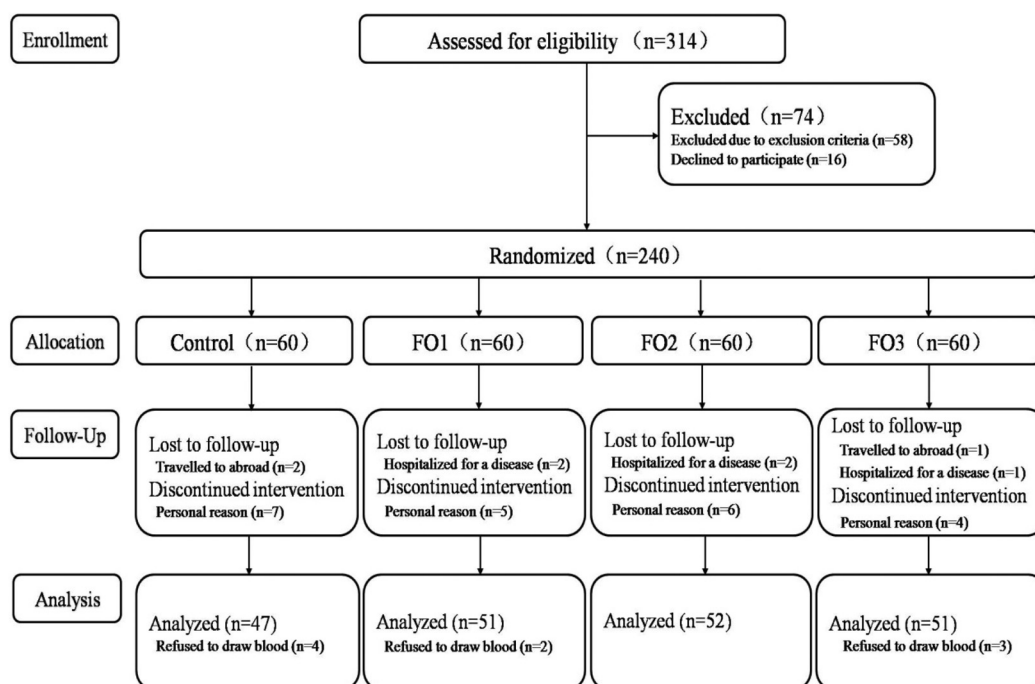 Enrollment
Assessed for eligibility（n=314）
Excluded（n=74）
Excluded due to exclusion criteria (n=58)
Declined to participate (n=16)
Randomized（n=240）
Allocation
Control（n=60）
FO1（n=60）
FO2（n=60）
FO3（n=60）
Follow-Up
Lost to follow-up
Travelled to abroad (n=2)
Discontinued intervention
Personal reason (n=7)
Lost to follow-up
Hospitalized for a disease (n=2)
Discontinued intervention
Personal reason (n=5)
Lost to follow-up
Hospitalized for a disease (n=2)
Discontinued intervention
Personal reason (n=6)
Lost to follow-up
Travelled to abroad (n=1)
Hospitalized for a disease (n=1)
Discontinued intervention
Personal reason (n=4)
Analysis
Analyzed (n=47)
Refused to draw blood (n=4)
Analyzed (n=51)
Refused to draw blood (n=2)
Analyzed (n=52)
Analyzed (n=51)
Refused to draw blood (n=3)